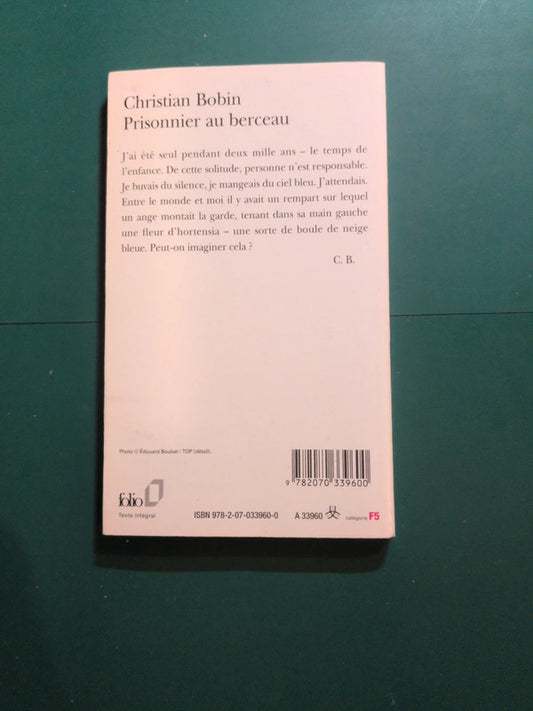 Christian Bobin
Prisonnier au berceau
J'ai été seul pendant deux mille ans – le temps de
l'enfance. De cette solitude, personne n'est responsable.
Je buvais du silence, je mangeais du ciel bleu. J'attendais.
Entre le monde et moi il y avait un rempart sur lequel
un ange montait la garde, tenant dans sa main gauche
une fleur d'hortensia – une sorte de boule de neige
bleue. Peut-on imaginer cela ?
C. B.
Photo © Édouard Boubat / TOP (détail).
9 782070 339600
folio
Texte intégral
ISBN 978-2-07-033960-0 A 33960 catégorie F5